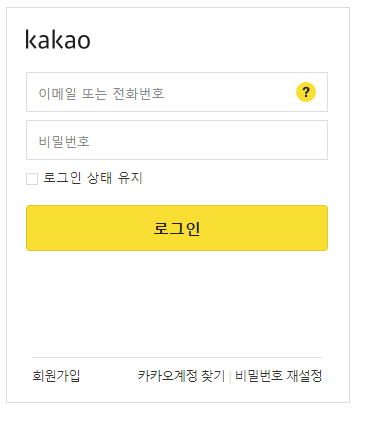 kakao
이메일 또는 전화번호 ?
비밀번호
로그인 상태 유지
로그인
회원가입 카카오계정 찾기 | 비밀번호 재설정